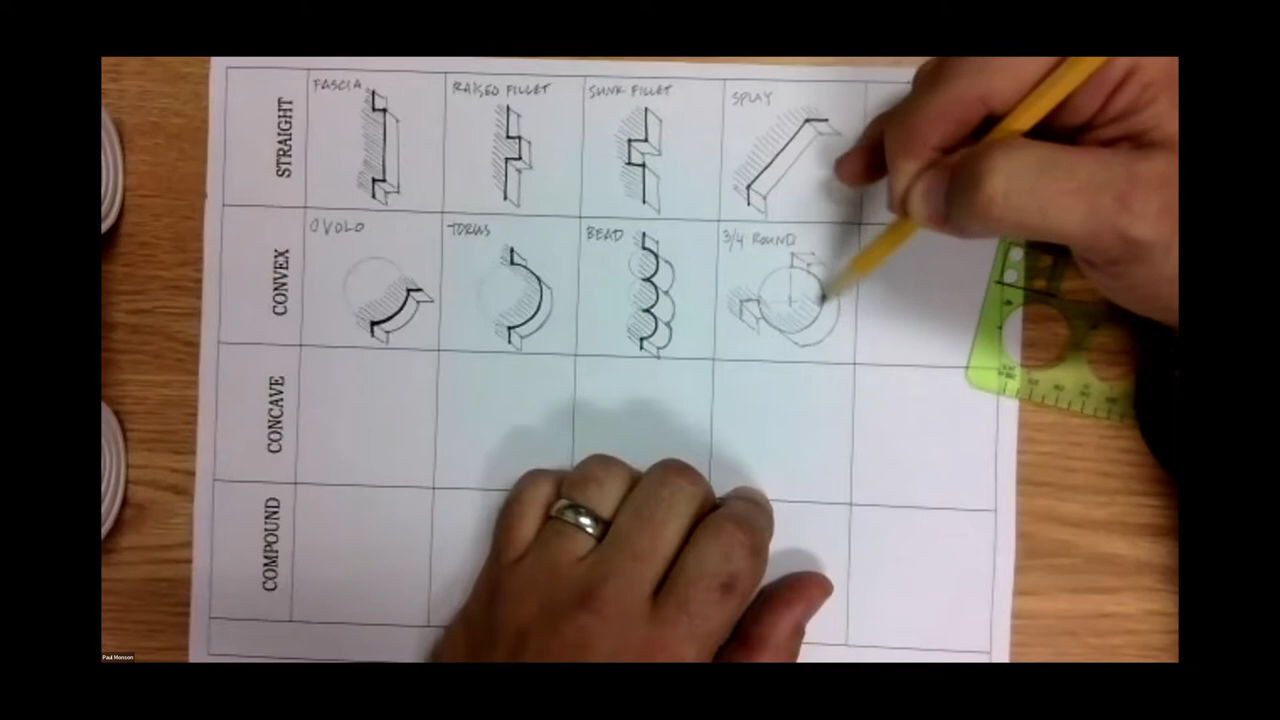 STRAIGHT
FASCIA
RAISED FILLET
SUNK FILLET
SPLAY
CONVEX
OVOLO
TORUS
BEAD
3/4 ROUND
CONCAVE
COMPOUND
Paul Monson